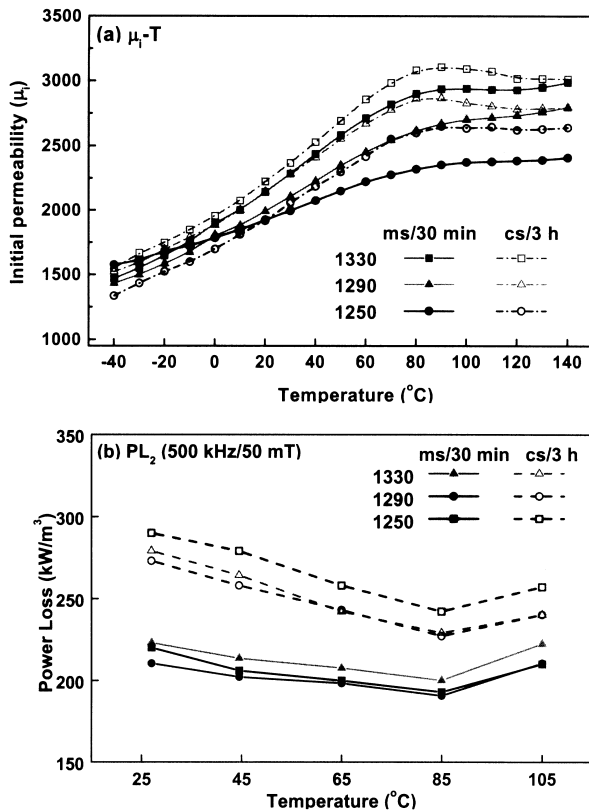 (a) μi-T
3500
3000
2500
2000
1500
1000
Initial permeability (μi)
ms/30 min cs/3 h
1330
1290
1250
-40 -20 0 20 40 60 80 100 120 140
Temperature (°C)
(b) PL2 (500 kHz/50 mT)
350
300
250
200
150
Power Loss (kW/m3)
ms/30 min cs/3 h
1330
1290
1250
25 45 65 85 105
Temperature (°C)